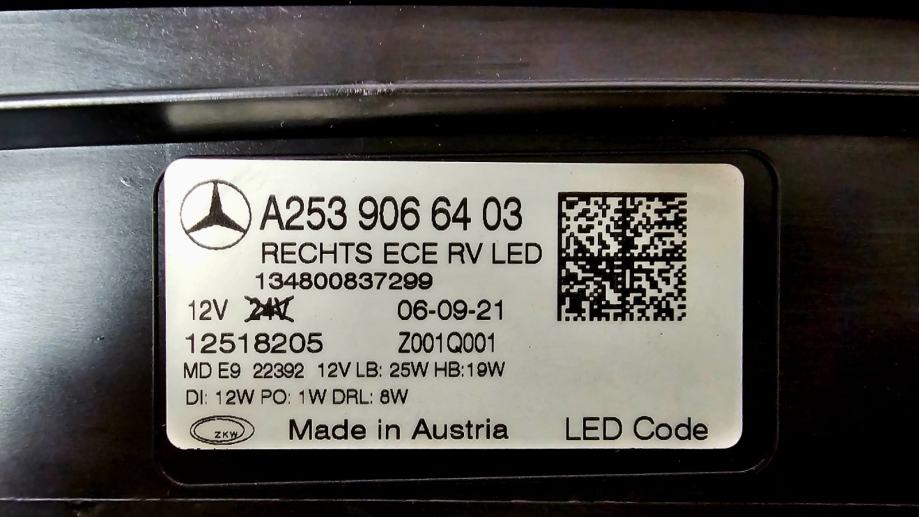 A253 906 64 03
RECHTS ECE RV LED
134800837299
12V 24V 06-09-21
12518205 Z001Q001
MD E9 22392 12V LB: 25W HB:19W
DI: 12W PO: 1W DRL: 8W
ZKW Made in Austria LED Code